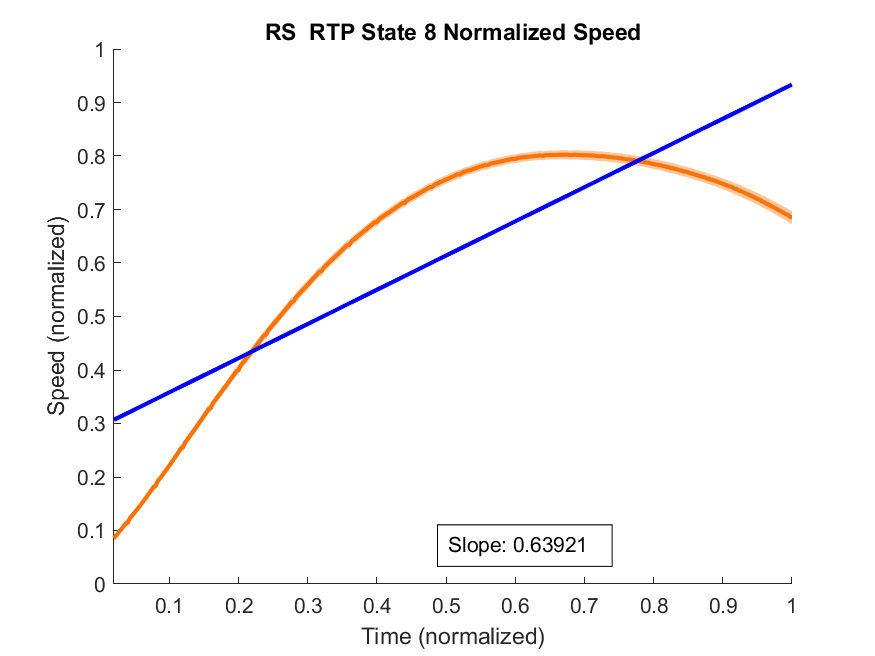 RS  RTP State 8 Normalized Speed
1
0.9
0.8
0.7
0.6
0.5
0.4
0.3
0.2
0.1
0
Speed (normalized)
Slope: 0.63921
0.1 0.2 0.3 0.4 0.5 0.6 0.7 0.8 0.9 1
Time (normalized)